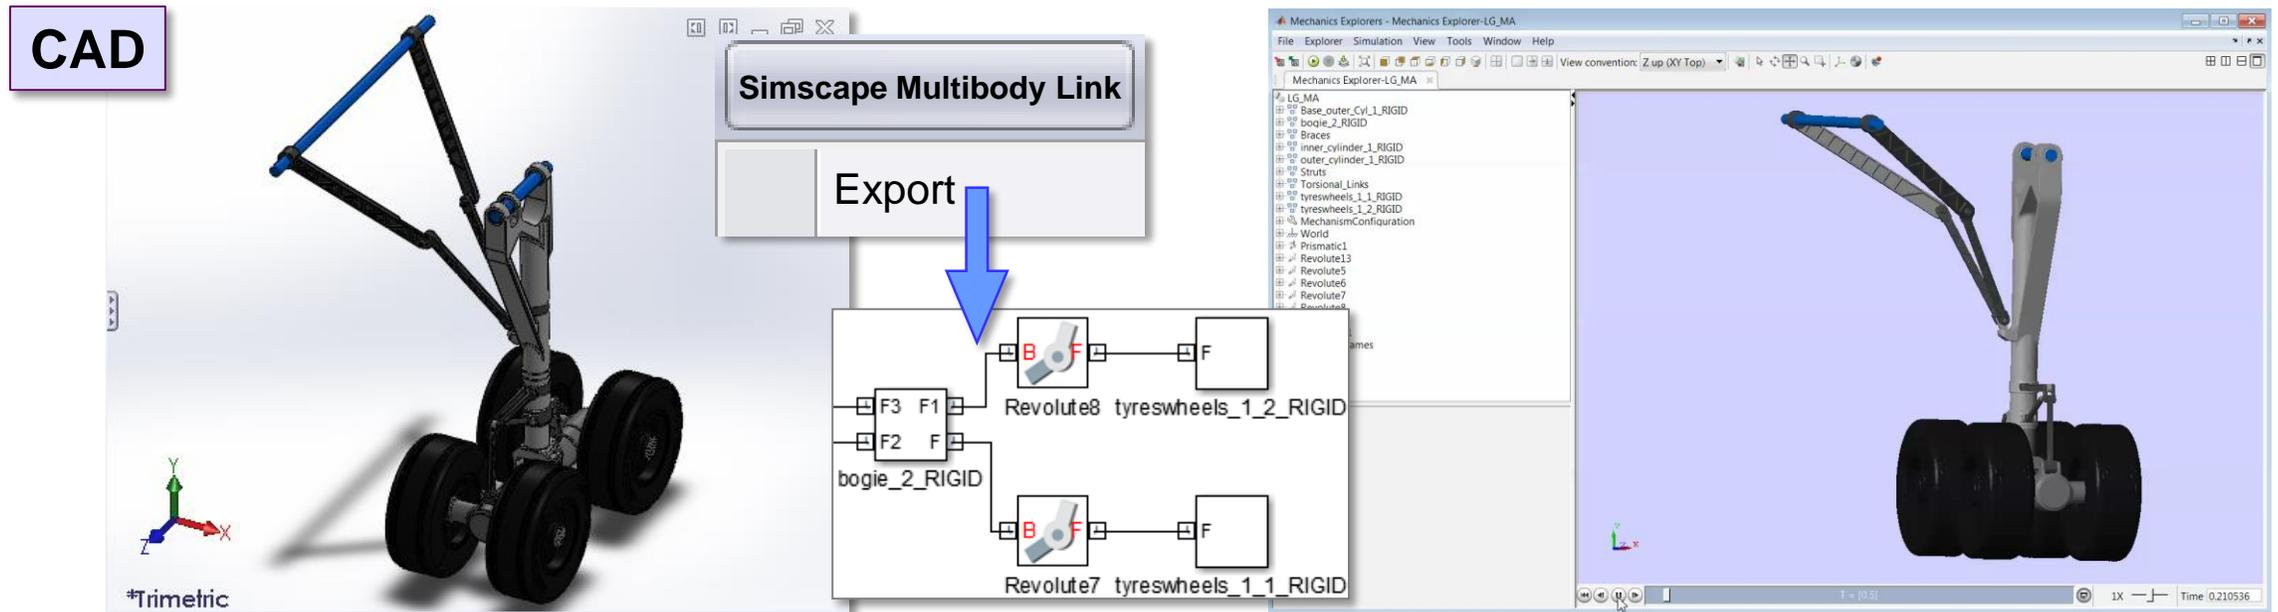 CAD
Y
X
Z
*Trimetric
Simscape Multibody Link
Export
F3 F1
F2 F
bogie_2_RIGID
B F
F
Revolute8 tyreswheels_1_2_RIGID
B F
F
Revolute7 tyreswheels_1_1_RIGID
Mechanics Explorers - Mechanics Explorer-LG_MA
File Explorer Simulation View Tools Window Help
View convention: Z up (XY Top)
Mechanics Explorer-LG_MA
LG_MA
Base_outer_Cyl_1_RIGID
bogie_2_RIGID
Braces
inner_cylinder_1_RIGID
outer_cylinder_1_RIGID
Struts
Torsional_Links
tyreswheels_1_1_RIGID
tyreswheels_1_2_RIGID
MechanismConfiguration
World
Prismatic1
Revolute13
Revolute5
Revolute6
Revolute7
Revolute8
ames
1X Time 0.210536